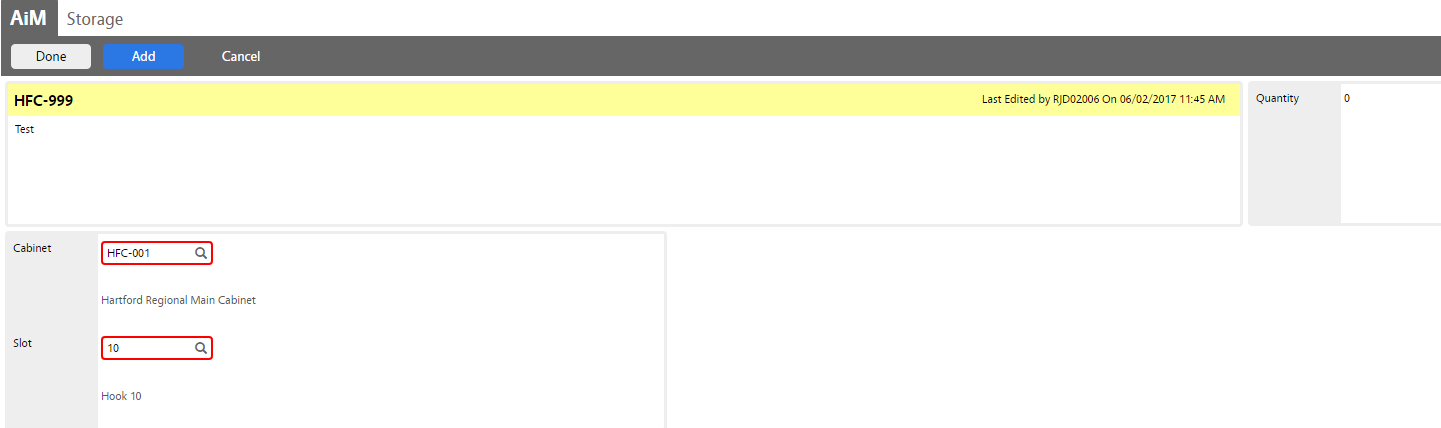 AiM Storage
Done Add Cancel
HFC-999 Last Edited by RJD02006 On 06/02/2017 11:45 AM
Quantity 0
Test
Cabinet HFC-001
Hartford Regional Main Cabinet
Slot 10
Hook 10